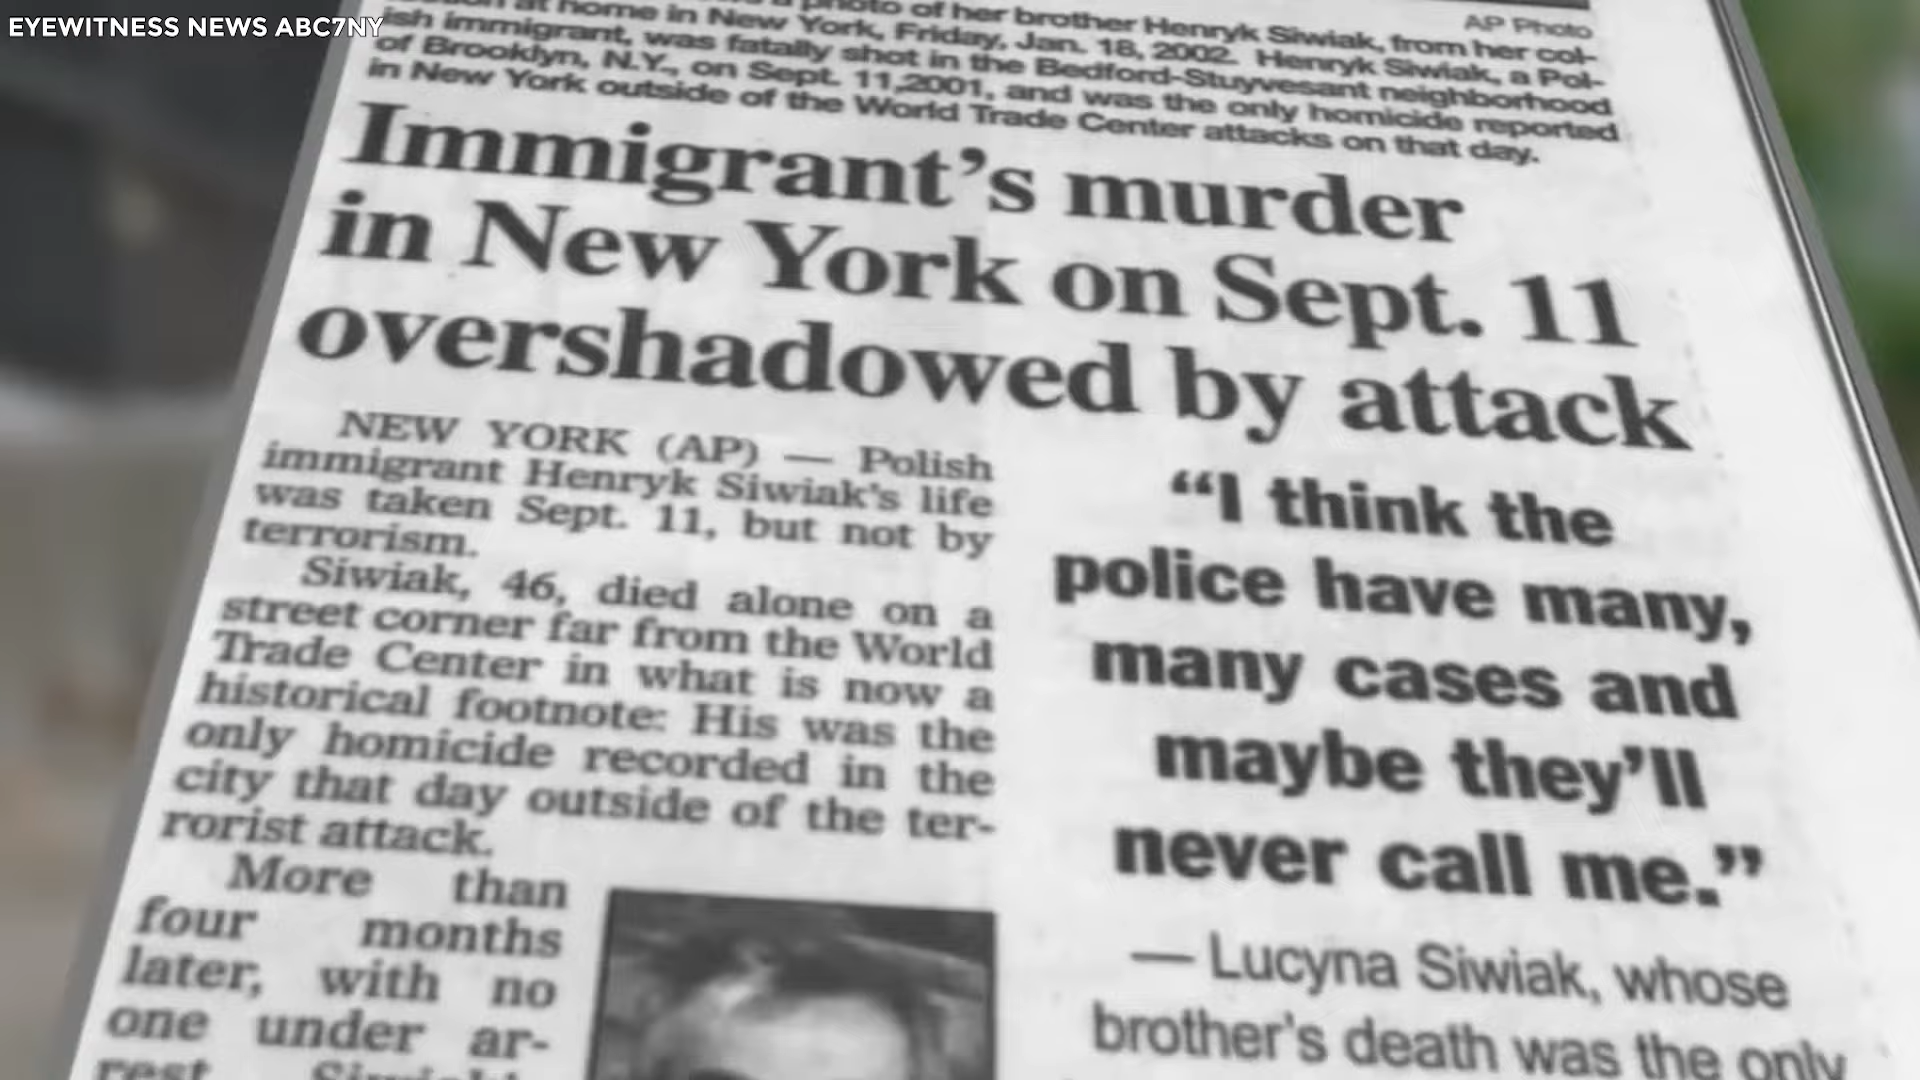 EYEWITNESS NEWS ABC7NY
AP Photo
photo of her brother Henryk Siwiak, from her col-
at home in New York, Friday, Jan. 18, 2002. Henryk Siwiak, a Pol-
ish immigrant, was fatally shot in the Bedford-Stuyvesant neighborhood
of Brooklyn, N.Y., on Sept. 11,2001, and was the only homicide reported
in New York outside of the World Trade Center attacks on that day.
Immigrant’s murder
in New York on Sept. 11
overshadowed by attack
NEW YORK (AP) — Polish
immigrant Henryk Siwiak’s life
was taken Sept. 11, but not by
terrorism.
Siwiak, 46, died alone on a
street corner far from the World
Trade Center in what is now a
historical footnote: His was the
only homicide recorded in the
city that day outside of the ter-
rorist attack.
More than
four months
later, with no
one under ar-
rest,
“I think the
police have many,
many cases and
maybe they’ll
never call me.”
— Lucyna Siwiak, whose
brother’s death was the only